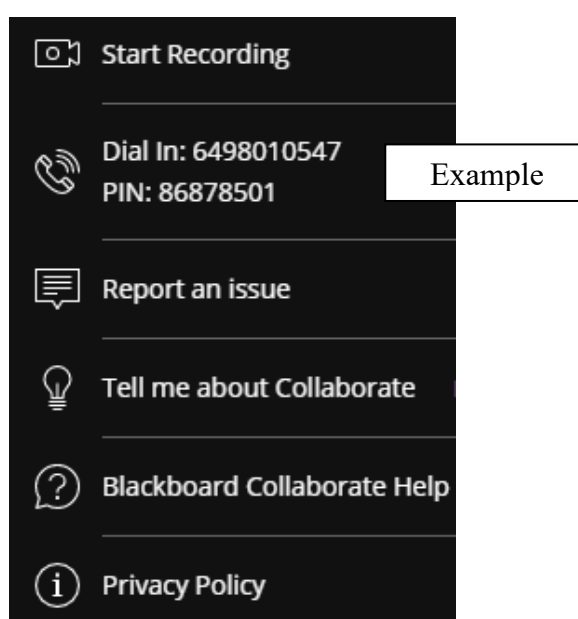 Start Recording
Dial In: 6498010547
PIN: 86878501
Example
Report an issue
Tell me about Collaborate
Blackboard Collaborate Help
Privacy Policy